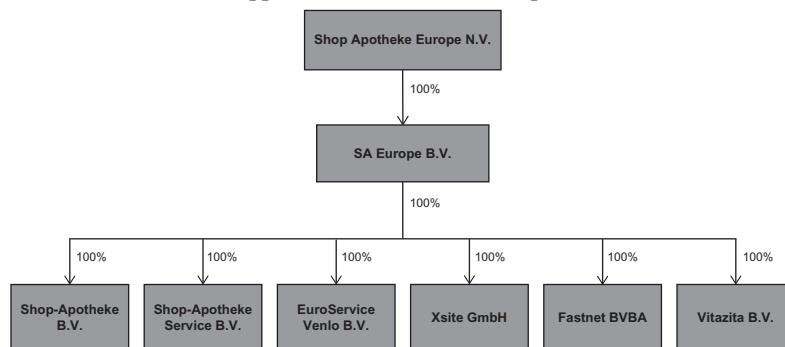 Shop Apotheke Europe N.V.
100%
SA Europe B.V.
100%
100%
100%
100%
100%
100%
100%
Shop-Apotheke
B.V.
Shop-Apotheke
Service B.V.
EuroService
Venlo B.V.
Xsite GmbH
Fastnet BVBA
Vitazita B.V.